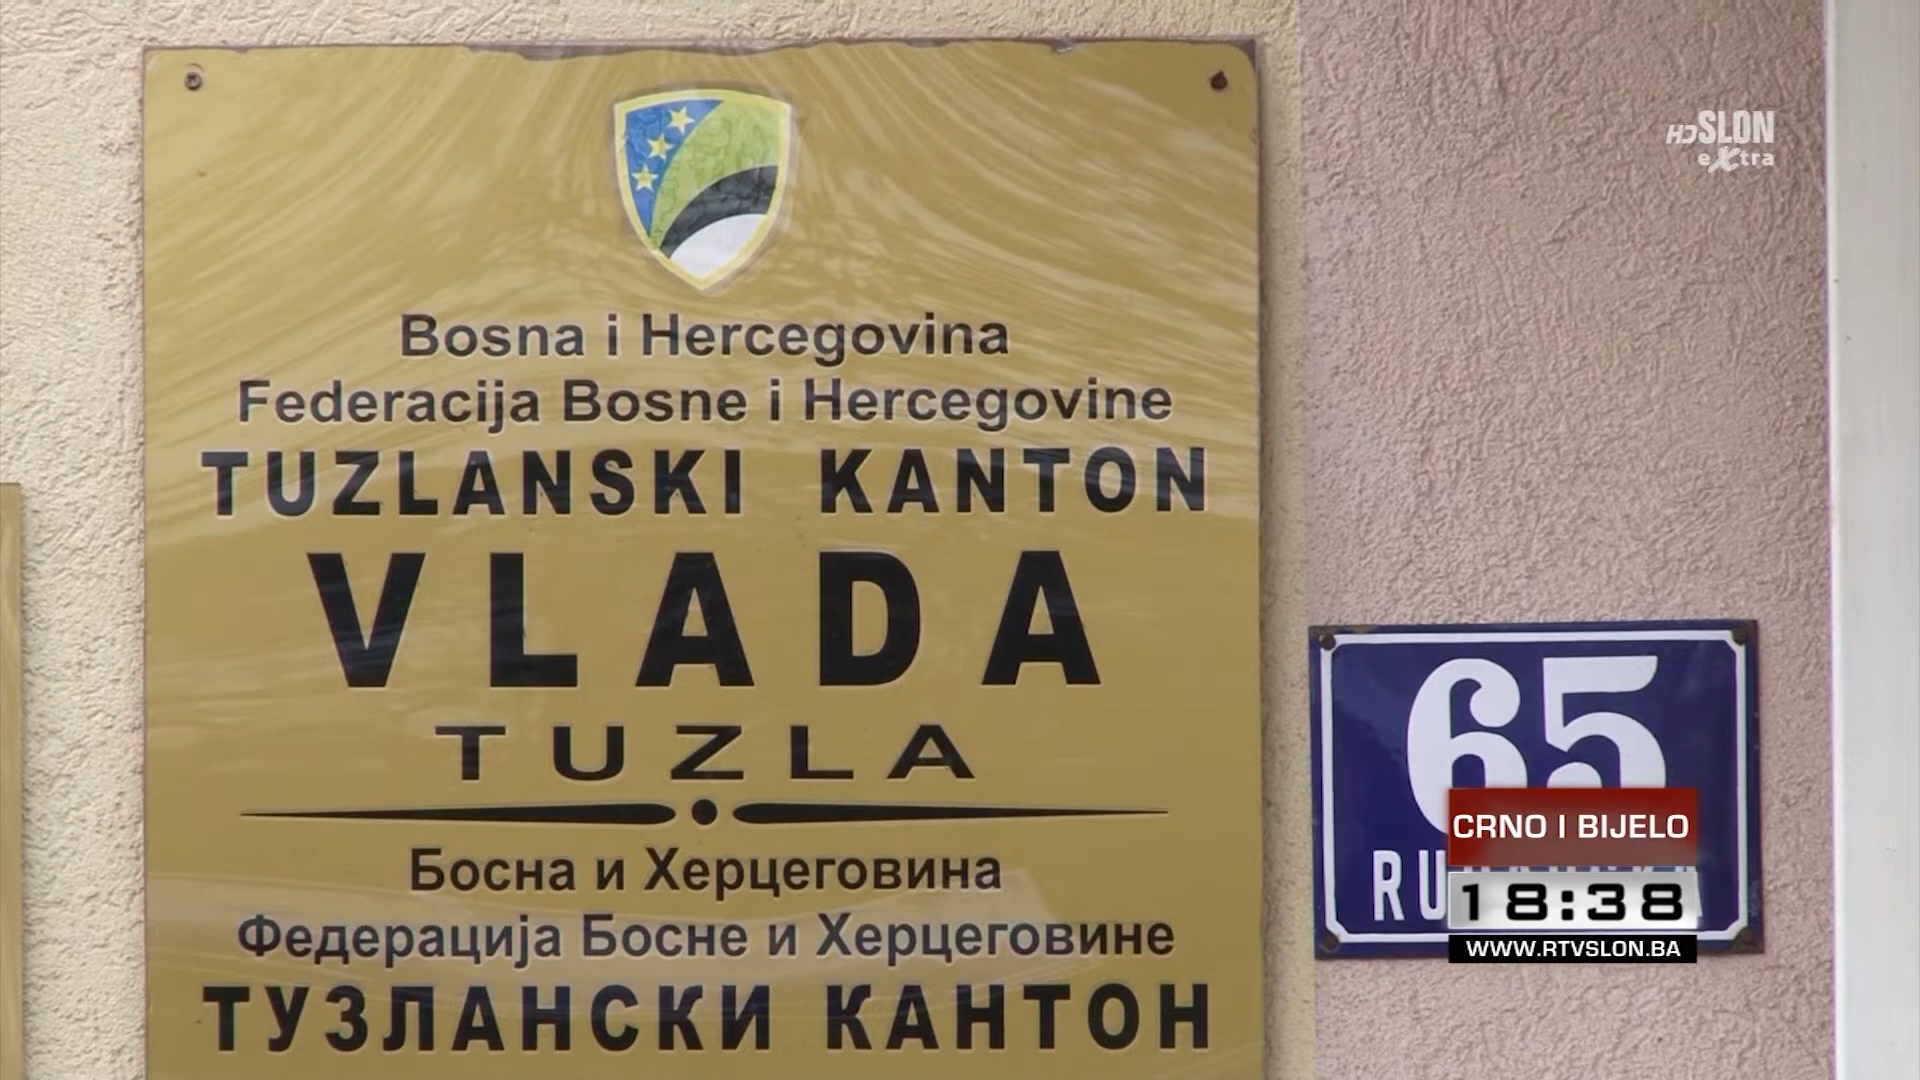 Bosna i Hercegovina
Federacija Bosne i Hercegovine
TUZLANSKI KANTON
VLADA
TUZLA
Босна и Херцеговина
Федерација Босне и Херцеговине
ТУЗЛАНСКИ КАНТОН
HD SLON
eXtra
65
CRNO I BIJELO
18:38
WWW.RTVSLON.BA